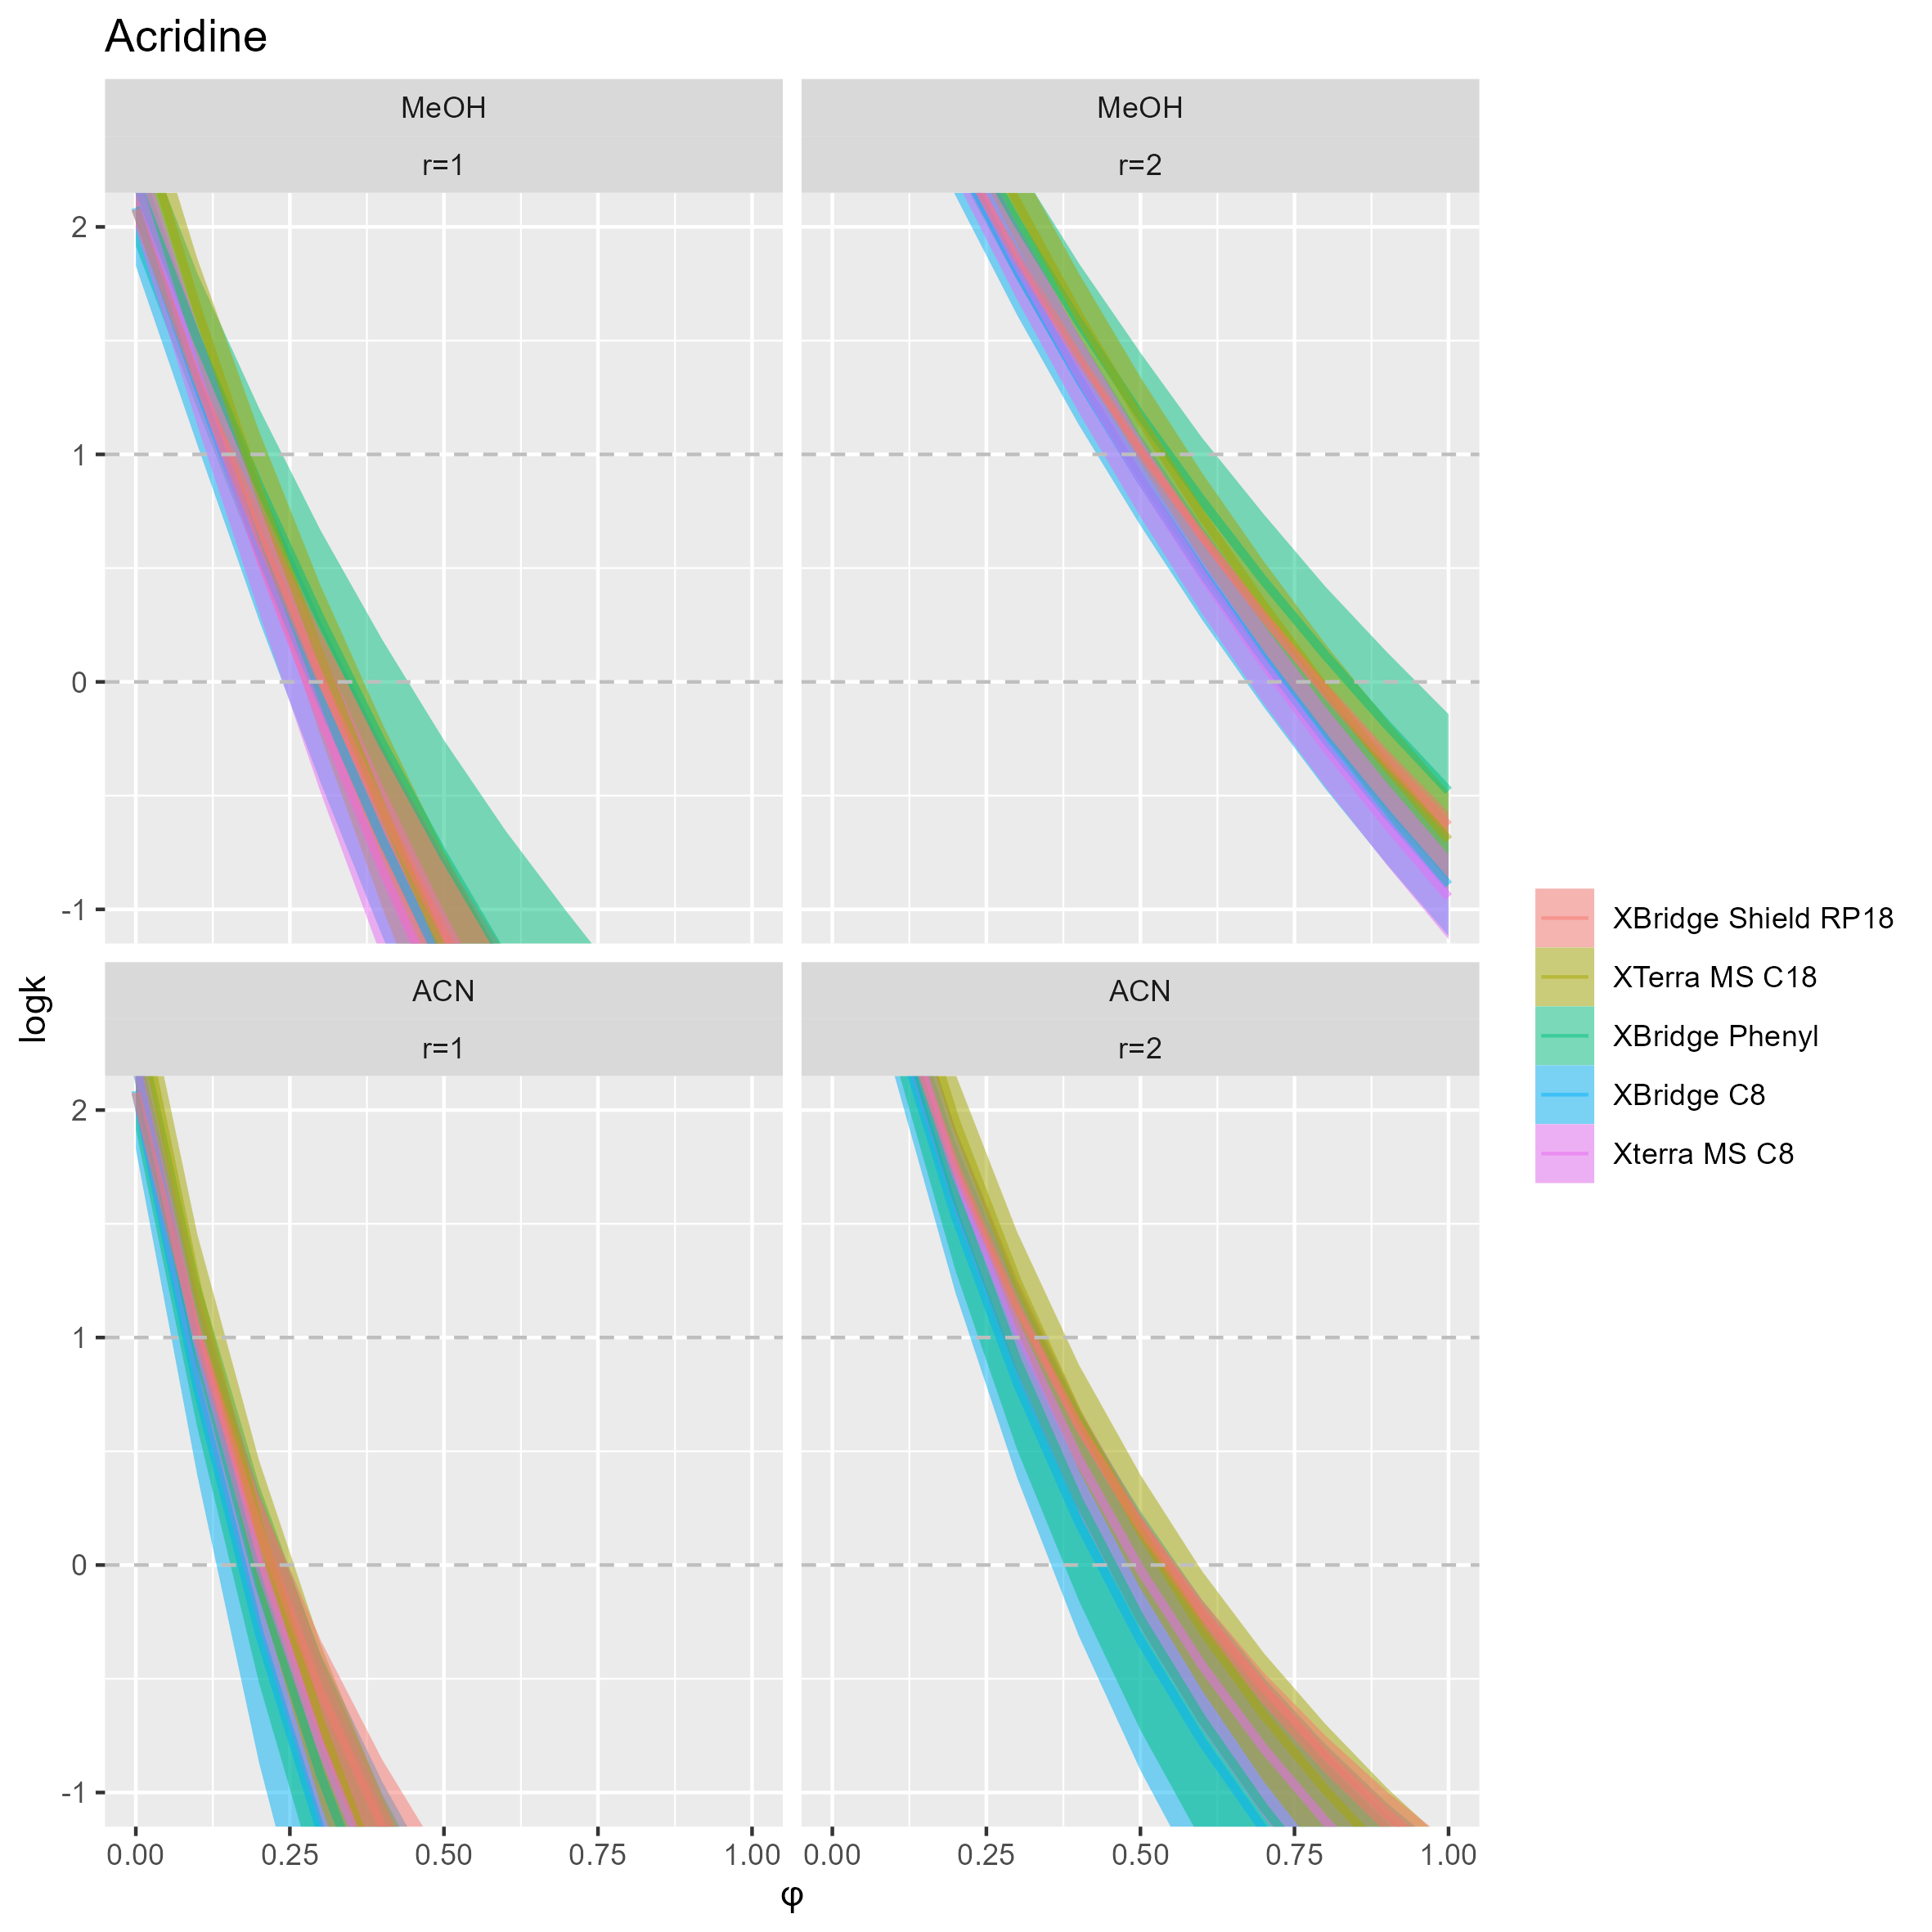 Acridine
MeOH
r=1
MeOH
r=2
2
1
0
-1
ACN
r=1
ACN
r=2
2
1
0
-1
0.00 0.25 0.50 0.75 1.00
0.00 0.25 0.50 0.75 1.00
φ
logk
XBridge Shield RP18
XTerra MS C18
XBridge Phenyl
XBridge C8
Xterra MS C8